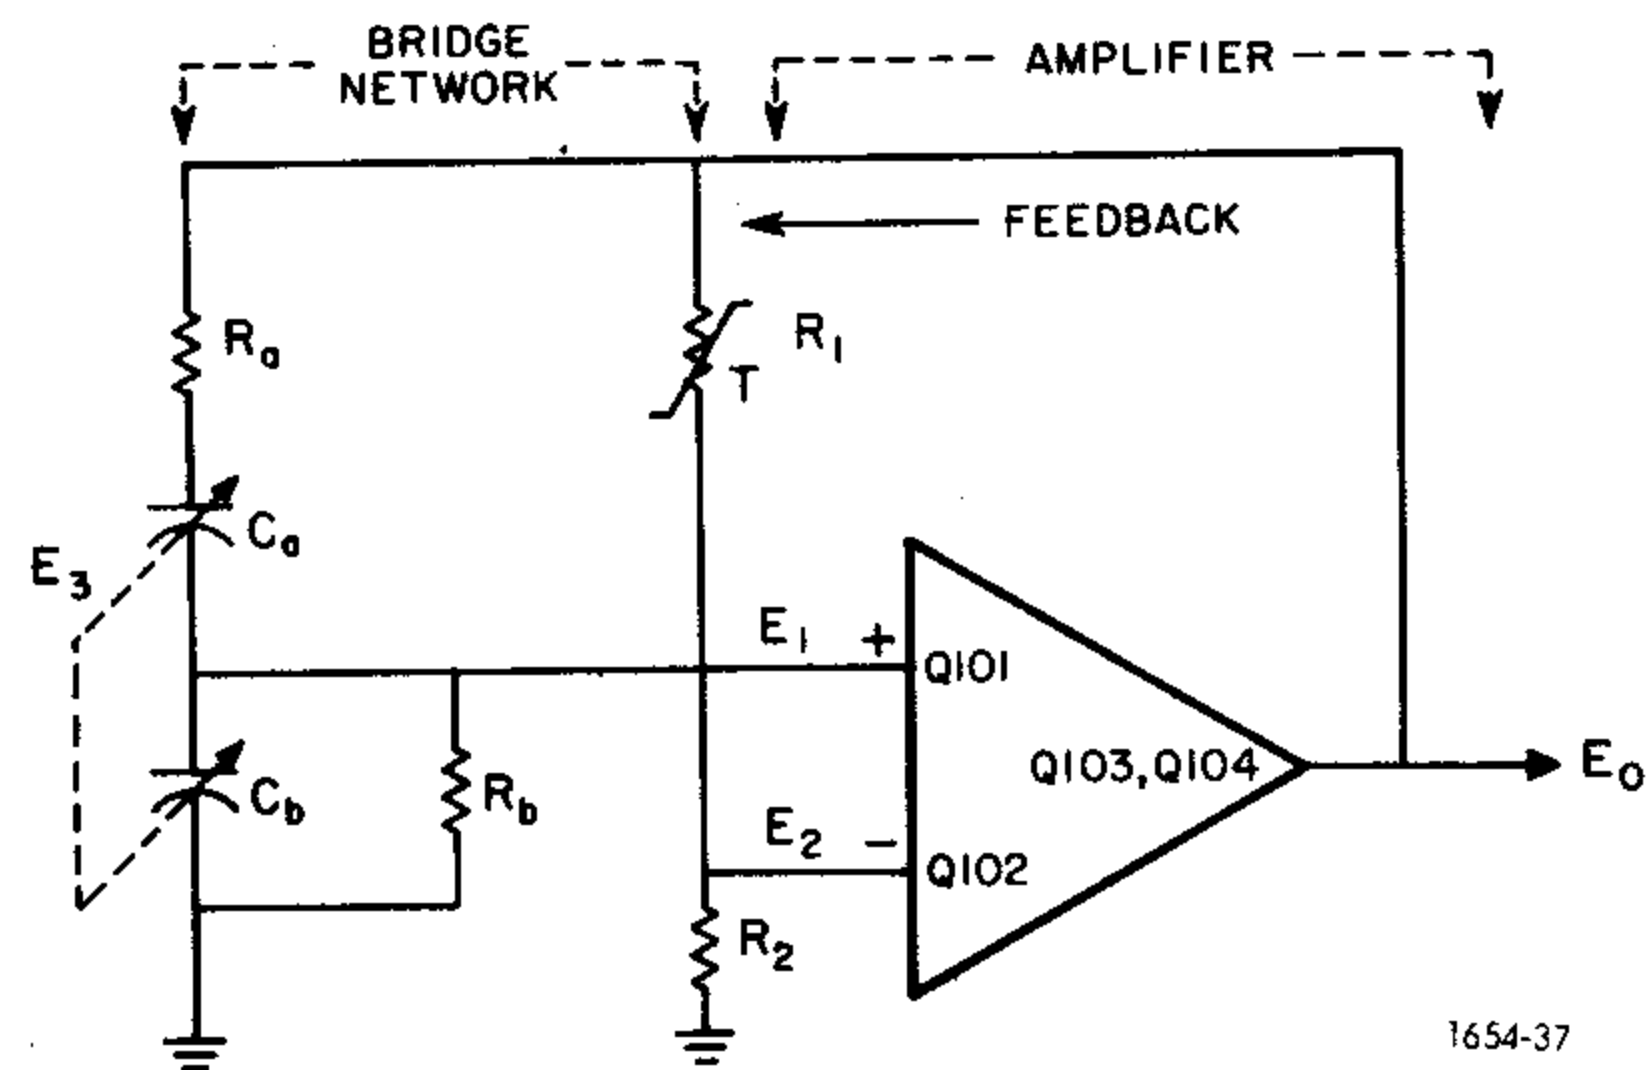 BRIDGE
NETWORK
AMPLIFIER
FEEDBACK
Ra
R1
T
Ca
E3
E1 +
Q101
Q103, Q104
E0
Cb
Rb
E2 -
Q102
R2
1654-37